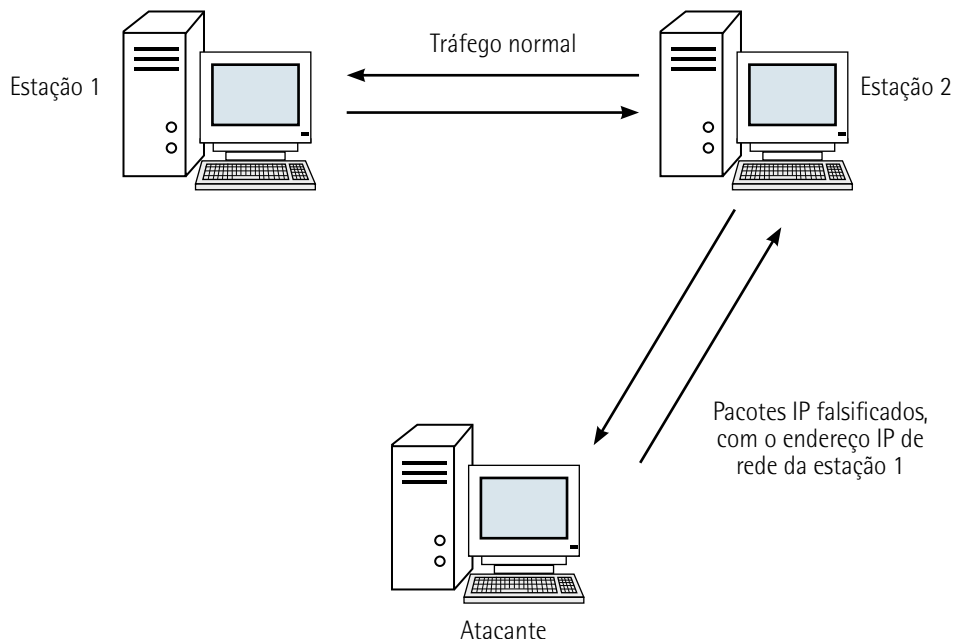 Tráfego normal
Estação 1
Estação 2
Pacotes IP falsificados,
com o endereço IP de
rede da estação 1
Atacante